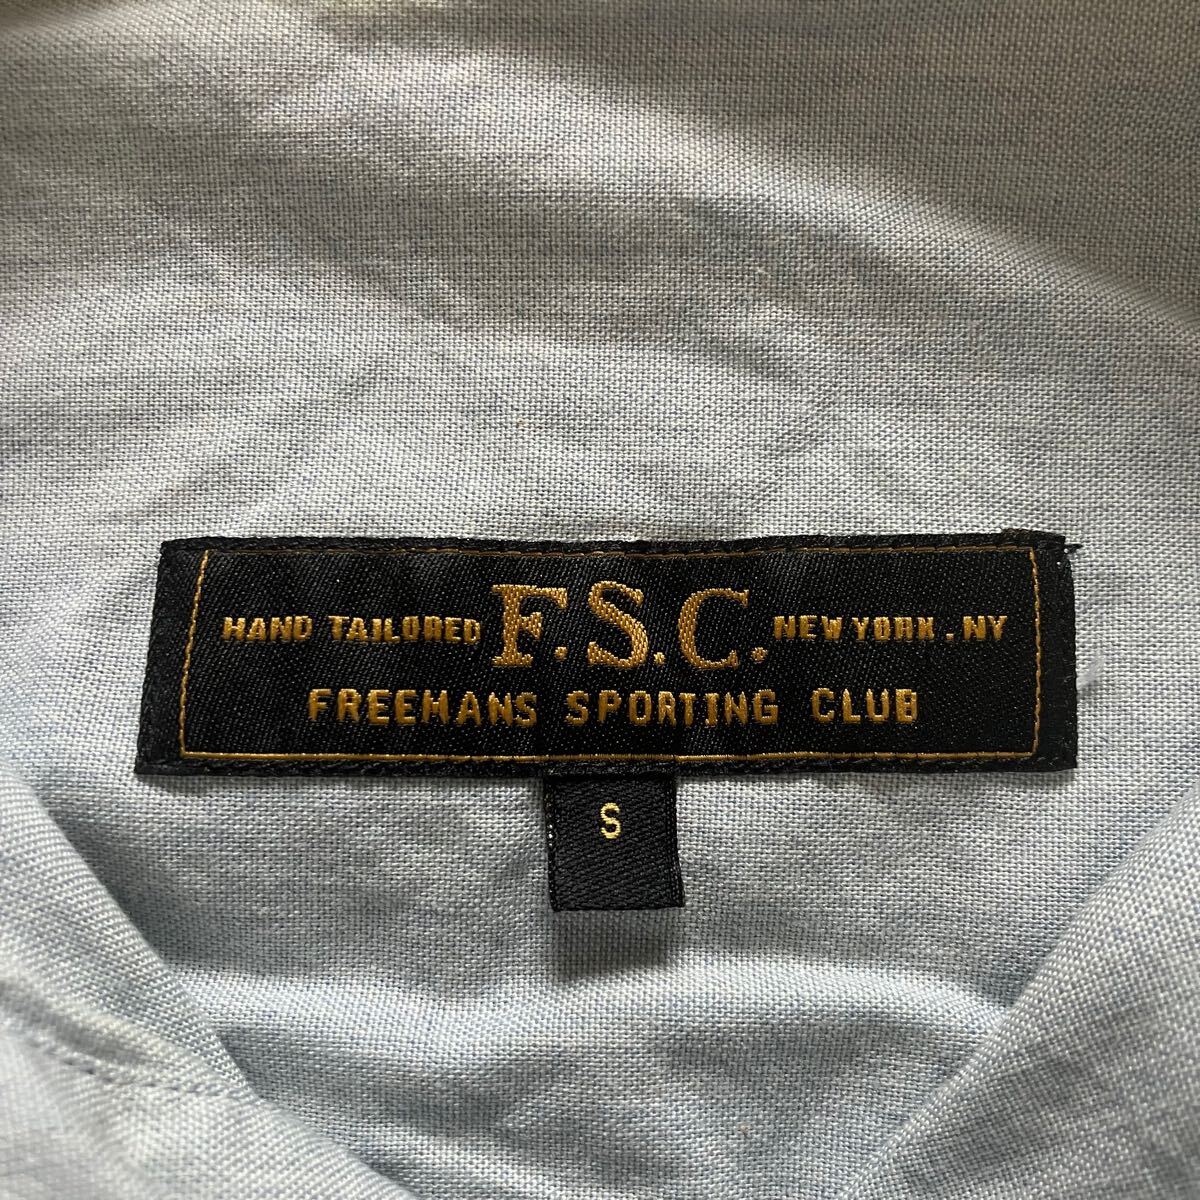 HAND TAILORED F.S.C. NEW YORK. NY
FREEMANS SPORTING CLUB
S